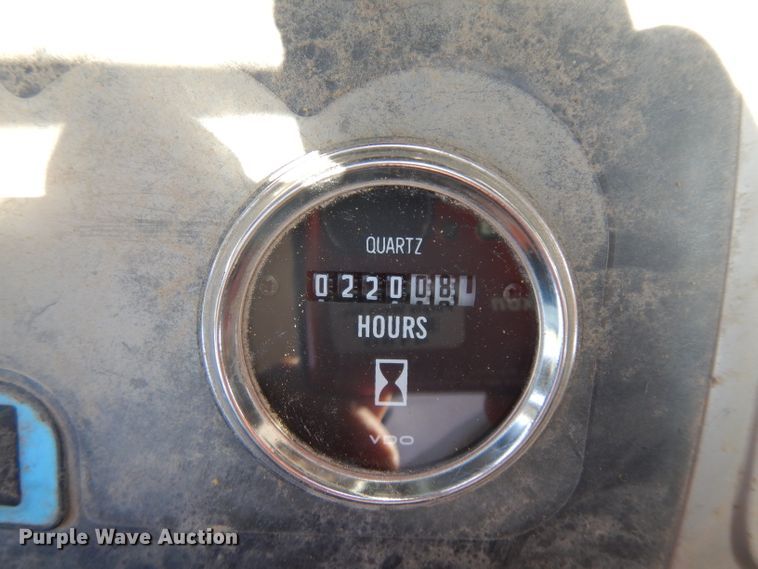 QUARTZ
0220
HOURS
VDO
Purple Wave Auction